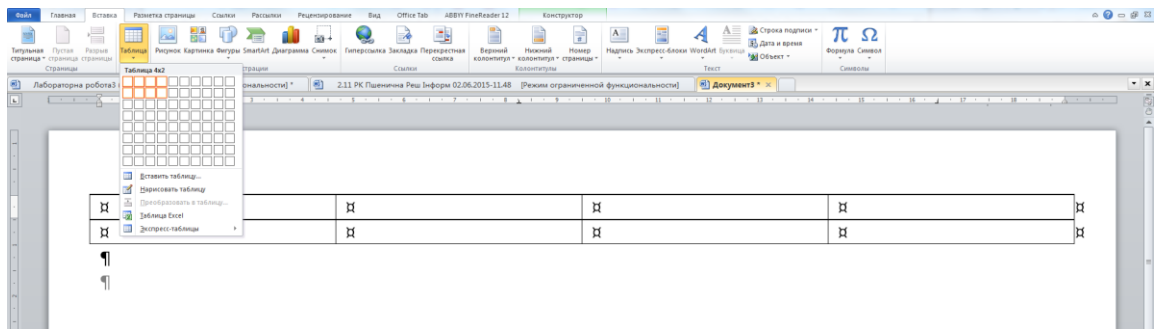 Файл Главная Вставка Разметка страницы Ссылки Рассылки Рецензирование Вид Office Tab ABBYY FineReader 12 Конструктор
Титульная страница Пустая страница Разрыв страницы Таблица Рисунок Картинка Фигуры SmartArt Диаграмма Снимок Гиперссылка Закладка Перекрестная ссылка Верхний колонтитул Нижний колонтитул Номер страницы Надпись Экспресс-блоки WordArt Буквица Строка подписи Дата и время Объект Формула Символ
Страницы трации Ссылки Колонтитулы Текст Символы
Таблица 4x2
Лабораторна робота3 ональности] * 2.11 РК Пшенична Реш Інформ 02.06.2015-11.48 [Режим ограниченной функциональности] Документ3 *
Вставить таблицу...
Нарисовать таблицу
Преобразовать в таблицу...
Таблица Excel
Экспресс-таблицы
¤ ¤ ¤ ¤ ¤
¤ ¤ ¤ ¤ ¤
¶
¶